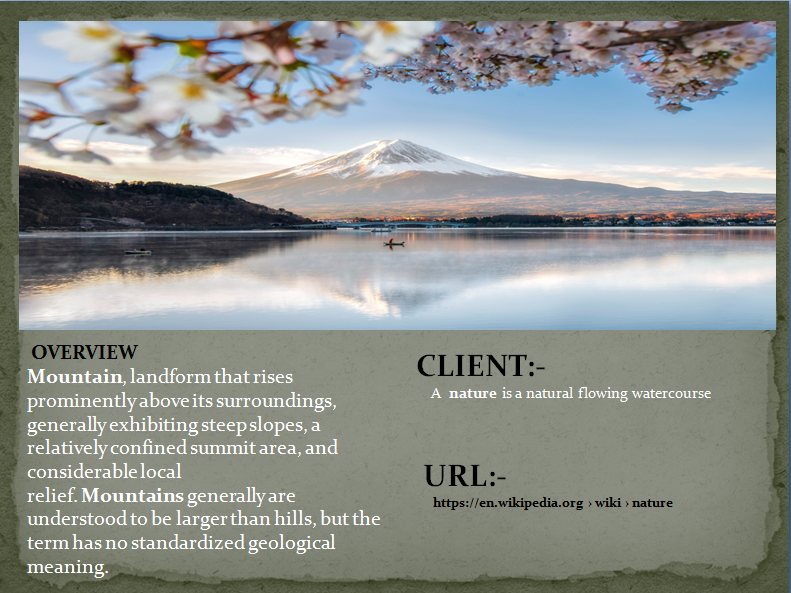 OVERVIEW
Mountain, landform that rises
prominently above its surroundings,
generally exhibiting steep slopes, a
relatively confined summit area, and
considerable local
relief. Mountains generally are
understood to be larger than hills, but the
term has no standardized geological
meaning.
CLIENT:-
A nature is a natural flowing watercourse
URL:-
https://en.wikipedia.org › wiki › nature